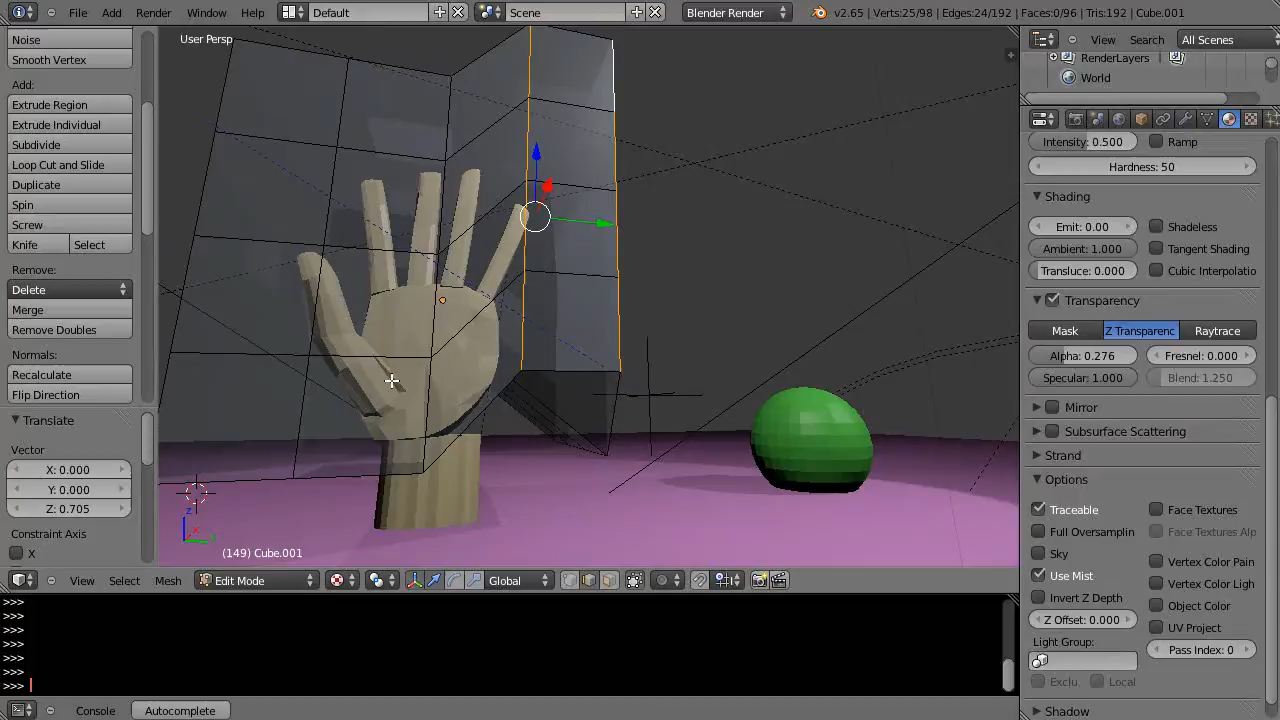 File Add Render Window Help Default Scene Blender Render v2.65 | Verts:25/98 | Edges:24/192 | Faces:0/96 | Tris:192 | Cube.001
Noise
Smooth Vertex
Add:
Extrude Region
Extrude Individual
Subdivide
Loop Cut and Slide
Duplicate
Spin
Screw
Knife Select
Remove:
Delete
Merge
Remove Doubles
Normals:
Recalculate
Flip Direction
Translate
Vector
X: 0.000
Y: 0.000
Z: 0.705
Constraint Axis
X
User Persp
(149) Cube.001
View Select Mesh Edit Mode Global
>>>
>>>
>>>
>>>
>>>
>>>
>>>
Console Autocomplete
View Search All Scenes
RenderLayers
World
Intensity: 0.500 Ramp
Hardness: 50
Shading
Emit: 0.00 Shadeless
Ambient: 1.000 Tangent Shading
Transluce: 0.000 Cubic Interpolatio
Transparency
Mask Z Transparenc Raytrace
Alpha: 0.276 Fresnel: 0.000
Specular: 1.000 Blend: 1.250
Mirror
Subsurface Scattering
Strand
Options
Traceable Face Textures
Full Oversamplin Face Textures Alp
Sky Vertex Color Pain
Use Mist Vertex Color Ligh
Invert Z Depth Object Color
Z Offset: 0.000 UV Project
Light Group: Pass Index: 0
Exclu. Local
Shadow